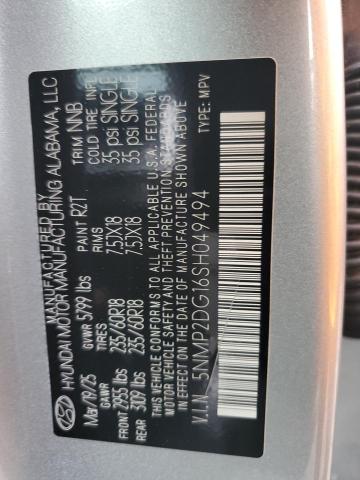 MANUFACTURED BY
HYUNDAI MOTOR MANUFACTURING ALABAMA, LLC
Mar/19/25 GVWR 5799 lbs PAINT R2T TRIM NNB
GAWR TIRES RIMS COLD TIRE INFL
FRONT 2955 lbs 235/60R18 7.5JX18 35 psi SINGLE
REAR 3109 lbs 235/60R18 7.5JX18 35 psi SINGLE
THIS VEHICLE CONFORMS TO ALL APPLICABLE U.S.A. FEDERAL
MOTOR VEHICLE SAFETY AND THEFT PREVENTION STANDARDS
IN EFFECT ON THE DATE OF MANUFACTURE SHOWN ABOVE
V.I.N. 5NMP2DG16SH049494 TYPE: MPV